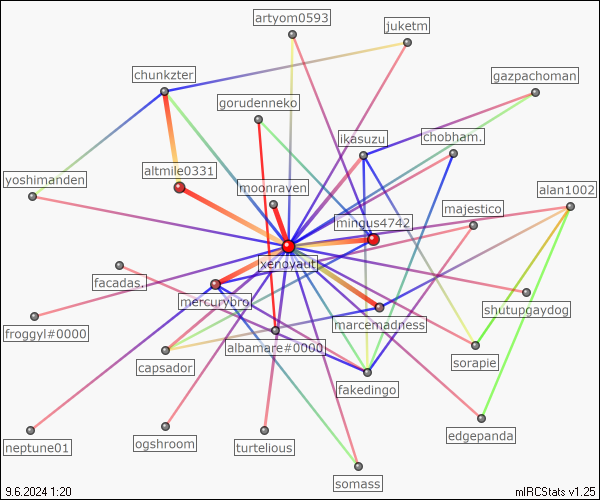 artyom0593
juketm
chunkzter
gazpachoman
gorudenneko
ikasuzu
chobham.
altmile0331
yoshimanden
moonraven
alan1002
majestico
mingus4742
xenoyaut
facadas.
mercurybro
shutupgaydog
froggyl#0000
marcemadness
albamare#0000
capsador
sorapie
fakedingo
edgepanda
neptune01
ogshroom
turtelious
somass
9.6.2024 1:20
mIRCStats v1.25